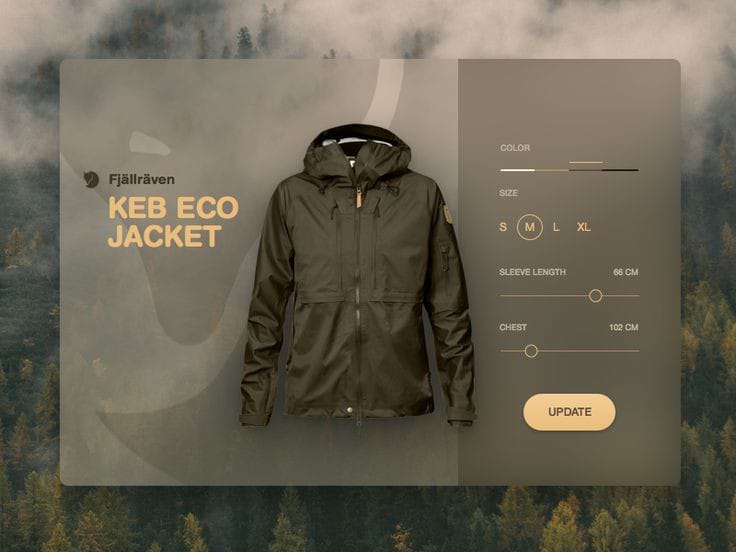 Fjällräven
KEB ECO
JACKET
COLOR
SIZE
S M L XL
SLEEVE LENGTH 66 CM
CHEST 102 CM
UPDATE